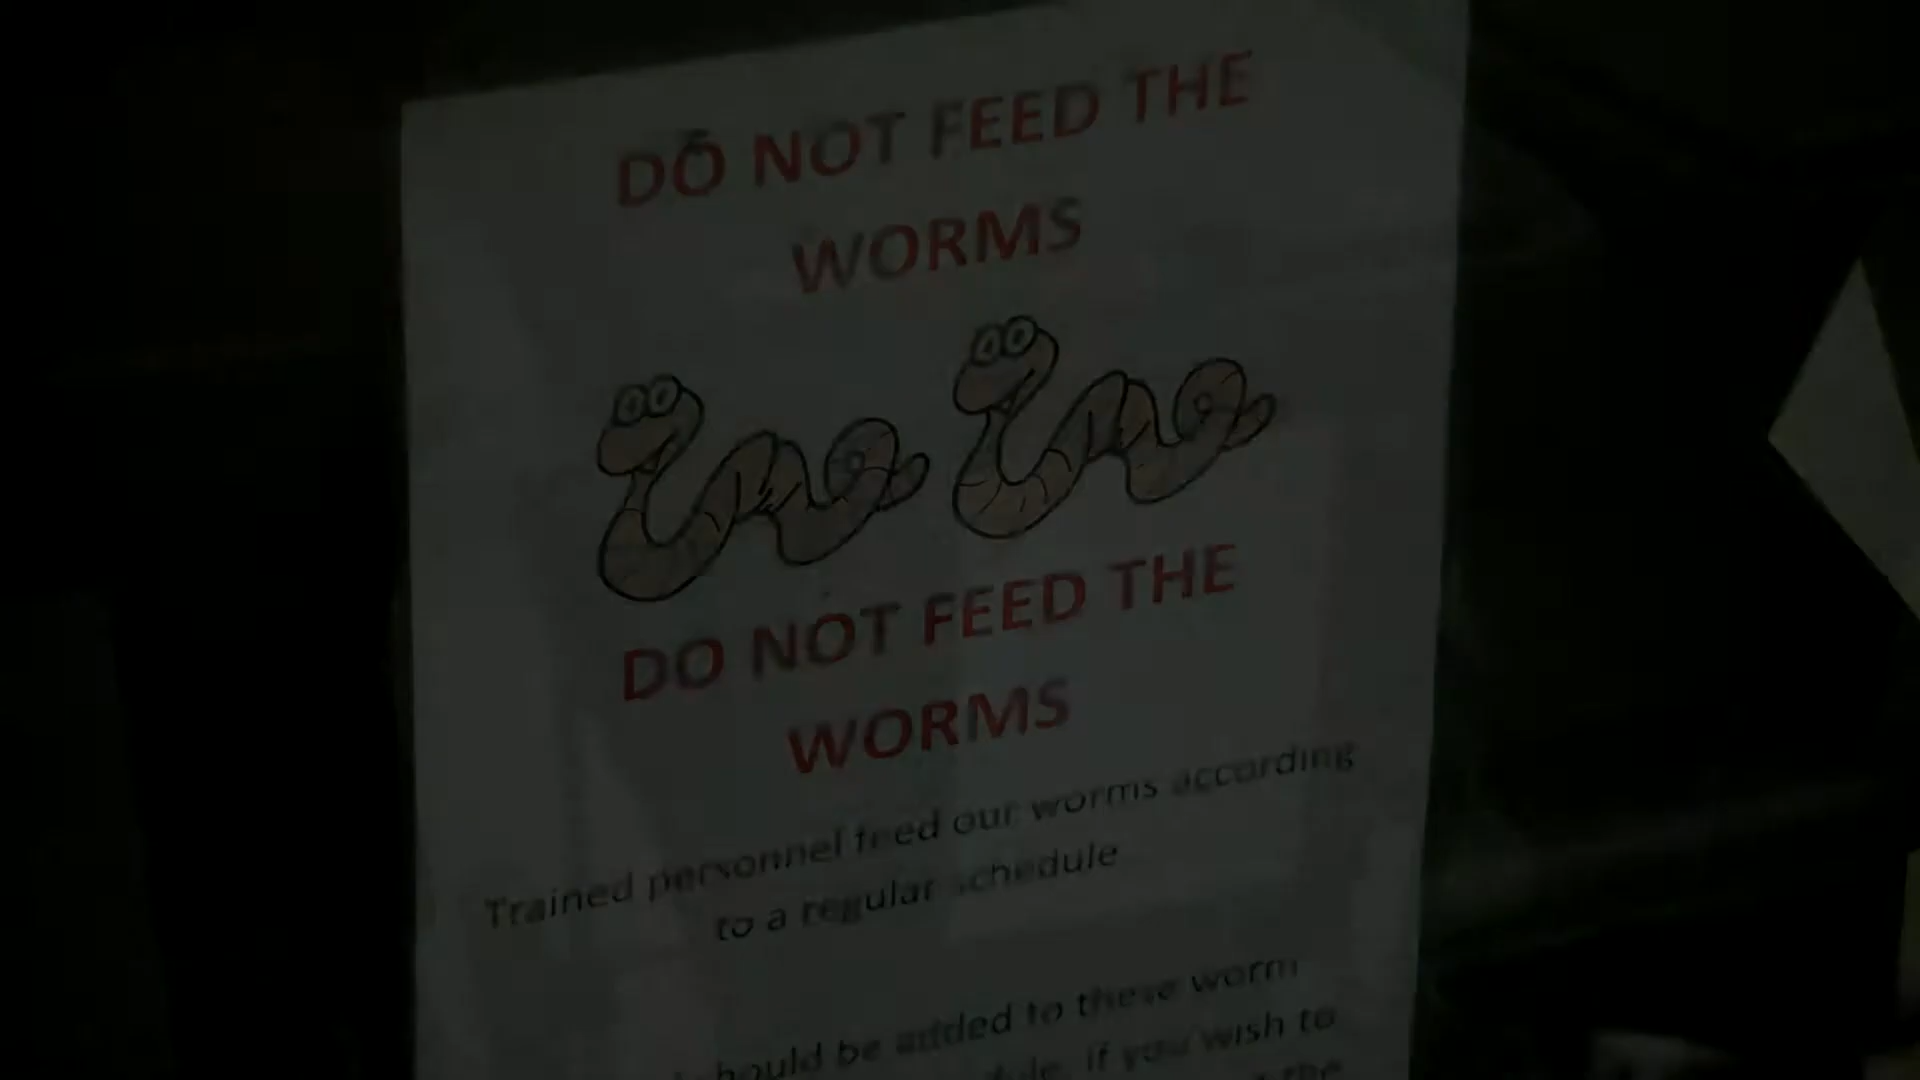 DO NOT FEED THE
WORMS
DO NOT FEED THE
WORMS
Trained personnel feed our worms according
to a regular schedule
should be added to these worm
if you wish to
the